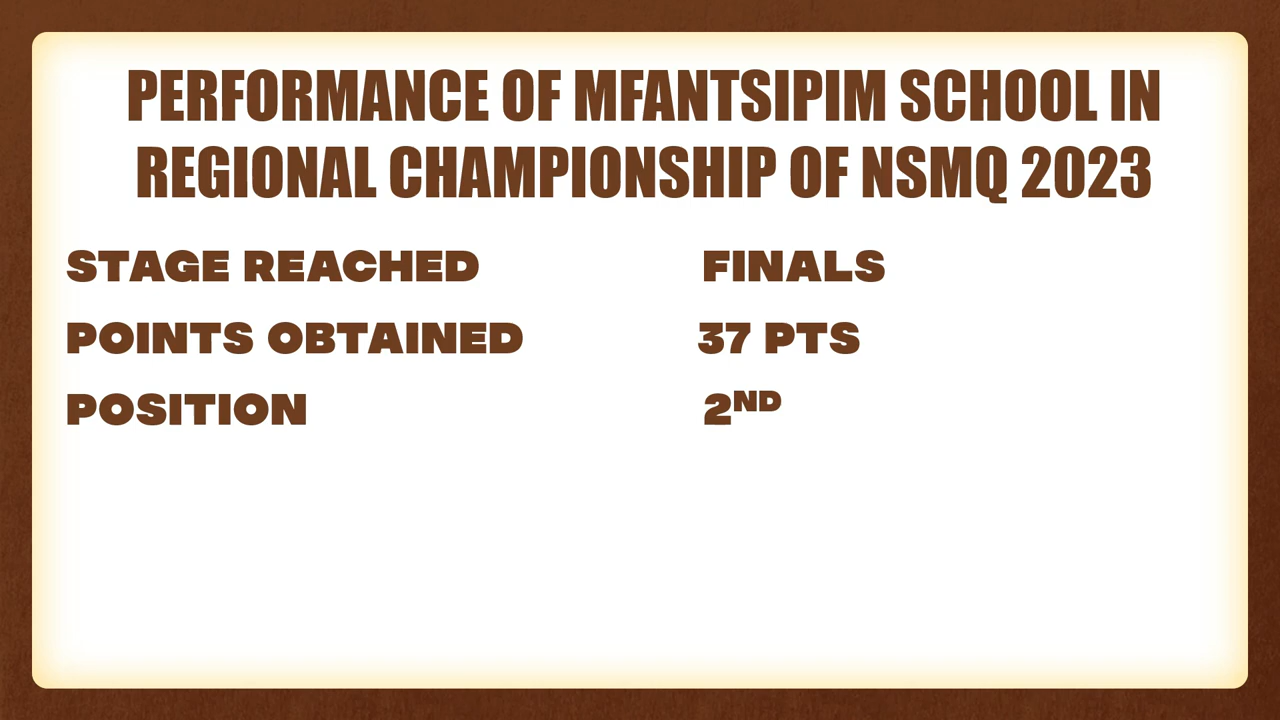 PERFORMANCE OF MFANTSIPIM SCHOOL IN
REGIONAL CHAMPIONSHIP OF NSMQ 2023
STAGE REACHED FINALS
POINTS OBTAINED 37 PTS
POSITION 2ND